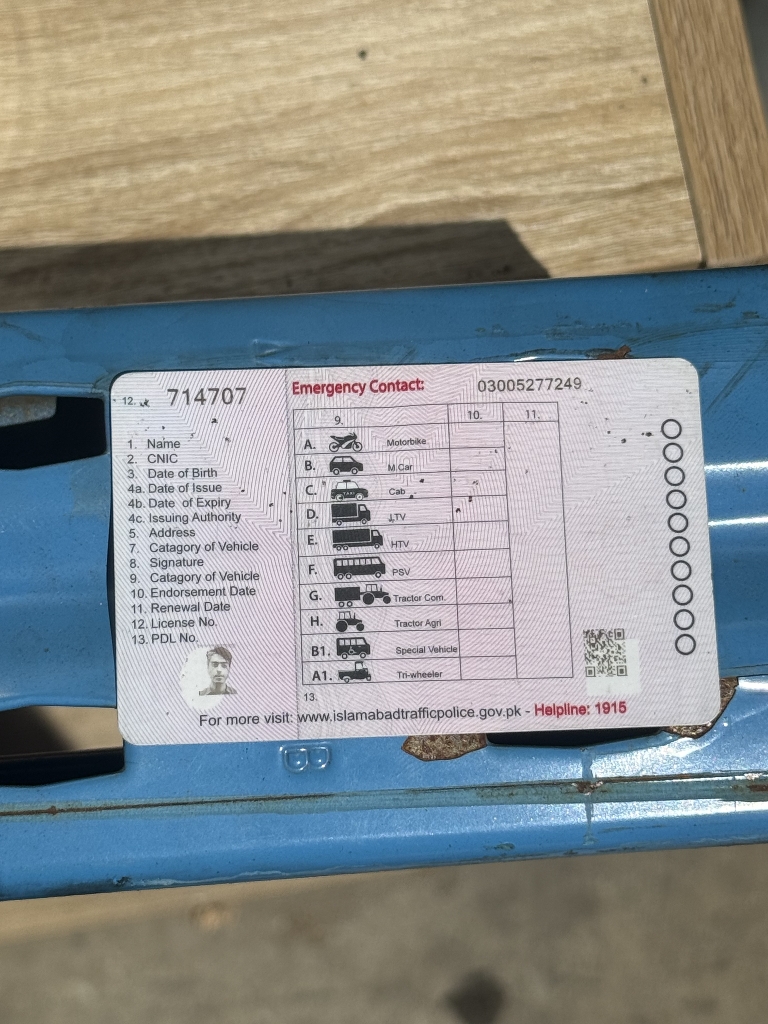 12. 714707 Emergency Contact: 03005277249
9. 10. 11.
1. Name
2. CNIC
3. Date of Birth
4a. Date of Issue
4b. Date of Expiry
4c. Issuing Authority
5. Address
7. Catagory of Vehicle
8. Signature
9. Catagory of Vehicle
10. Endorsement Date
11. Renewal Date
12. License No.
13. PDL No.
A. Motorbike
B. M.Car
C. TAXI Cab
D. LTV
E. HTV
F. PSV
G. Tractor Com.
H. Tractor Agri
B1. Special Vehicle
A1. Tri-wheeler
13.
For more visit: www.islamabadtrafficpolice.gov.pk - Helpline: 1915